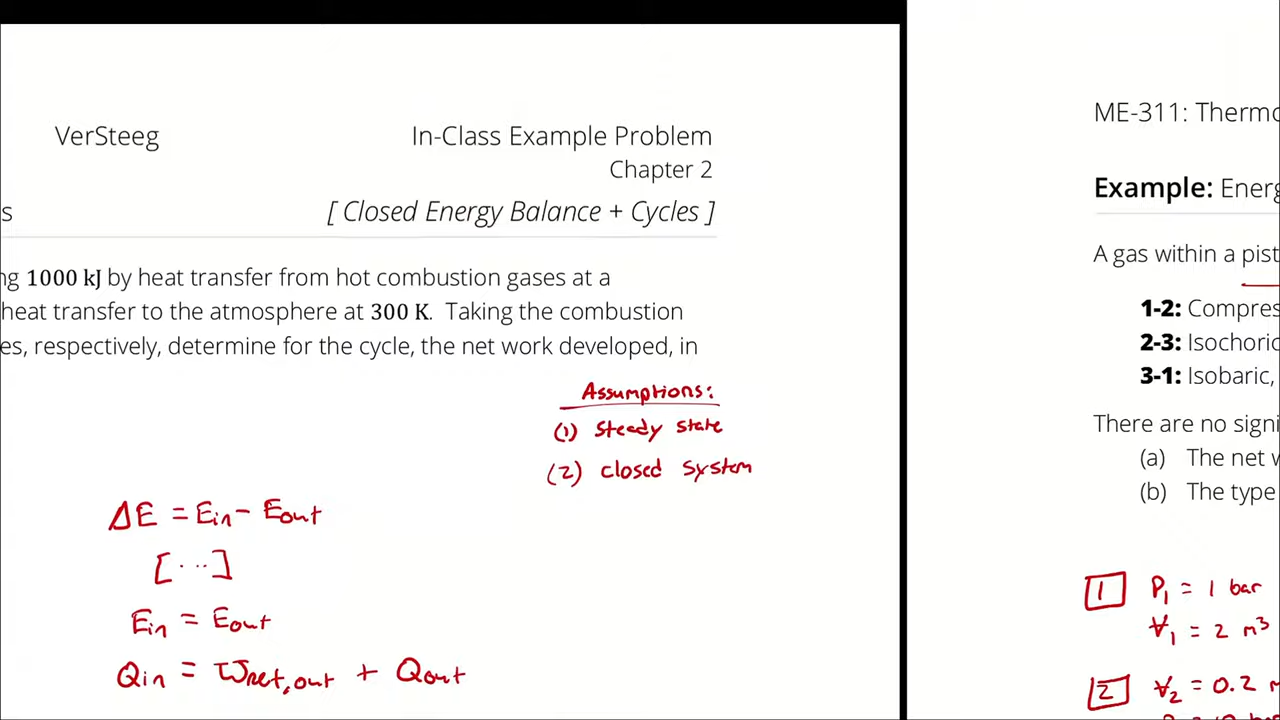 VerSteeg
In-Class Example Problem
Chapter 2
s
[ Closed Energy Balance + Cycles ]
ng 1000 kJ by heat transfer from hot combustion gases at a
heat transfer to the atmosphere at 300 K. Taking the combustion
es, respectively, determine for the cycle, the net work developed, in
Assumptions:
(1) Steady state
(2) closed system
ΔE = Ein - Eout
[...]
Ein = Eout
Qin = Wnet,out + Qout
ME-311: Thermo
Example: Energ
A gas within a pist
1-2: Compres
2-3: Isochoric
3-1: Isobaric,
There are no signi
(a) The net w
(b) The type
1 P₁ = 1 bar
V₁ = 2 m³
2 V₂ = 0.2 m